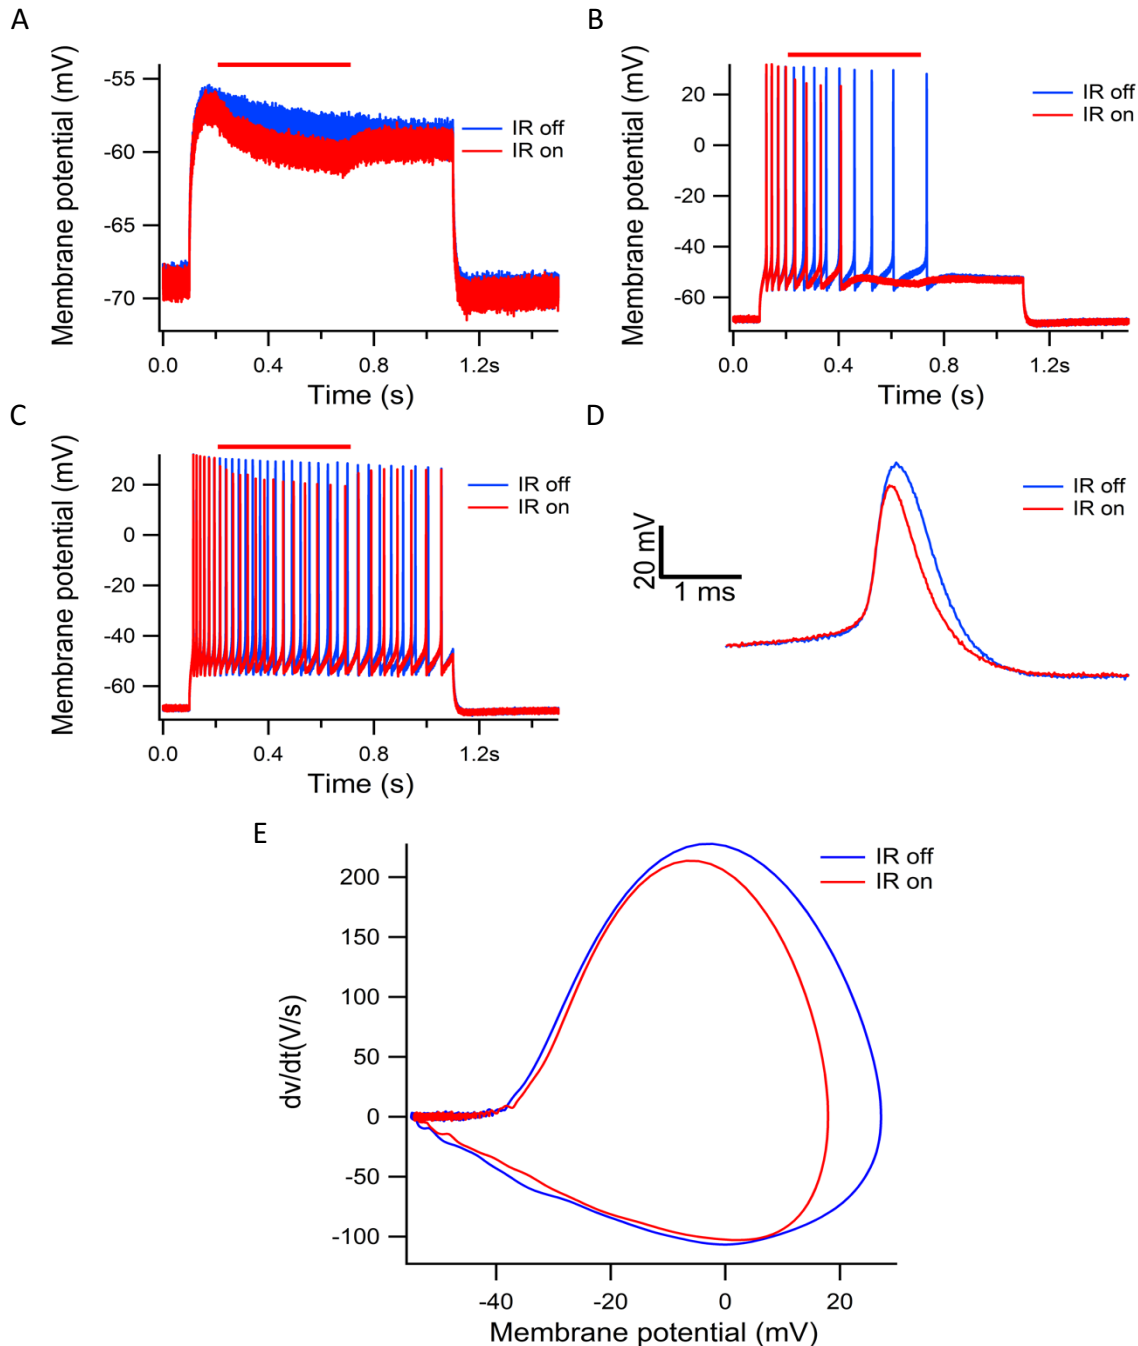 A
Membrane potential (mV)
-55
-60
-65
-70
IR off
IR on
0.0
0.4
0.8
1.2s
Time (s)
B
Membrane potential (mV)
20
0
-20
-40
-60
IR off
IR on
0.0
0.4
0.8
1.2s
Time (s)
C
Membrane potential (mV)
20
0
-20
-40
-60
IR off
IR on
0.0
0.4
0.8
1.2s
Time (s)
D
IR off
IR on
20 mV
1 ms
E
dv/dt(V/s)
200
150
100
50
0
-50
-100
IR off
IR on
-40
-20
0
20
Membrane potential (mV)